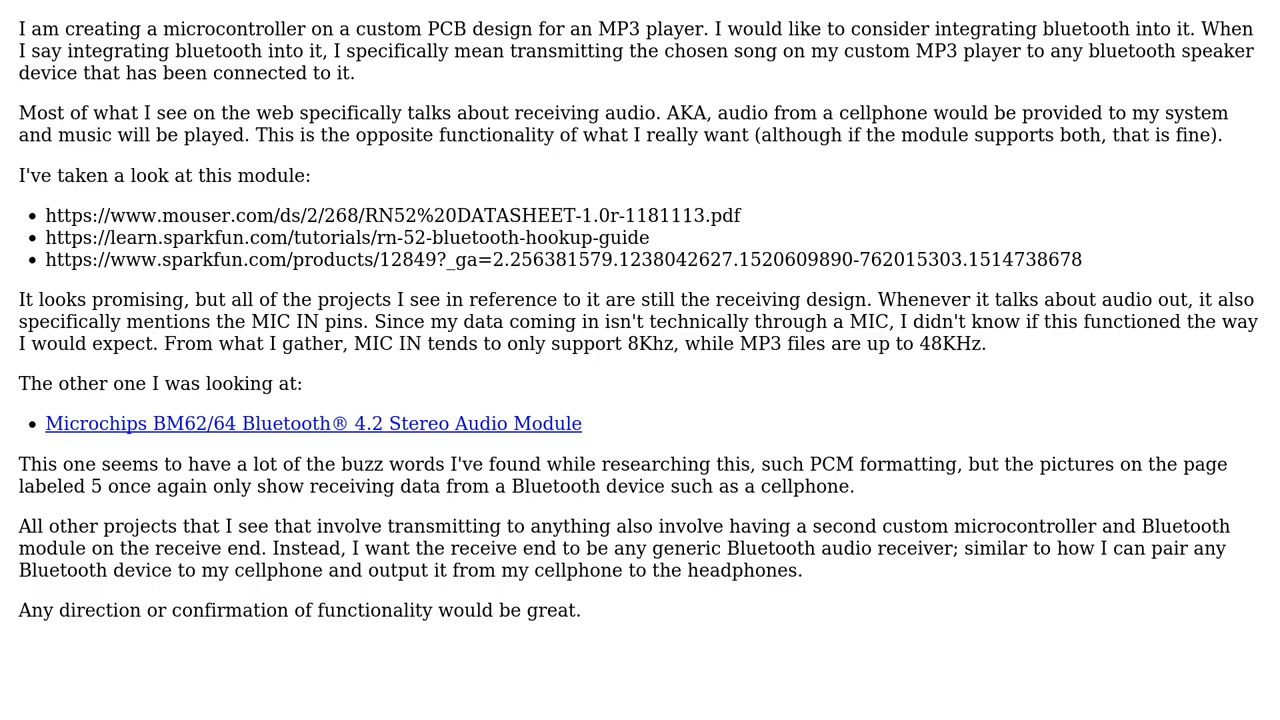 I am creating a microcontroller on a custom PCB design for an MP3 player. I would like to consider integrating bluetooth into it. When
I say integrating bluetooth into it, I specifically mean transmitting the chosen song on my custom MP3 player to any bluetooth speaker
device that has been connected to it.
Most of what I see on the web specifically talks about receiving audio. AKA, audio from a cellphone would be provided to my system
and music will be played. This is the opposite functionality of what I really want (although if the module supports both, that is fine).
I've taken a look at this module:
• https://www.mouser.com/ds/2/268/RN52%20DATASHEET-1.0r-1181113.pdf
• https://learn.sparkfun.com/tutorials/rn-52-bluetooth-hookup-guide
• https://www.sparkfun.com/products/12849?_ga=2.256381579.1238042627.1520609890-762015303.1514738678
It looks promising, but all of the projects I see in reference to it are still the receiving design. Whenever it talks about audio out, it also
specifically mentions the MIC IN pins. Since my data coming in isn't technically through a MIC, I didn't know if this functioned the way
I would expect. From what I gather, MIC IN tends to only support 8Khz, while MP3 files are up to 48KHz.
The other one I was looking at:
• Microchips BM62/64 Bluetooth® 4.2 Stereo Audio Module
This one seems to have a lot of the buzz words I've found while researching this, such PCM formatting, but the pictures on the page
labeled 5 once again only show receiving data from a Bluetooth device such as a cellphone.
All other projects that I see that involve transmitting to anything also involve having a second custom microcontroller and Bluetooth
module on the receive end. Instead, I want the receive end to be any generic Bluetooth audio receiver; similar to how I can pair any
Bluetooth device to my cellphone and output it from my cellphone to the headphones.
Any direction or confirmation of functionality would be great.